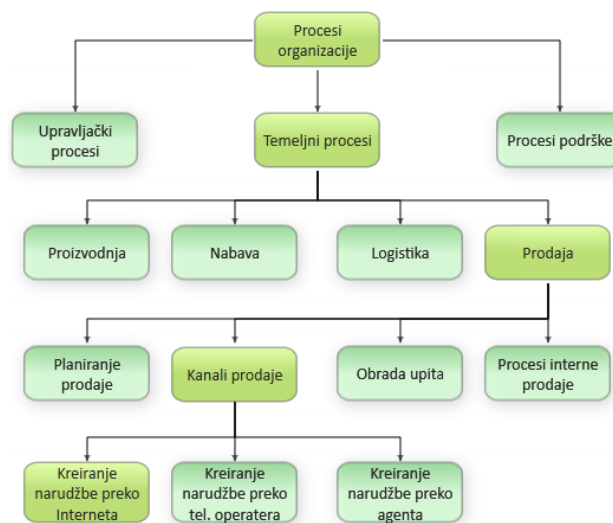 Procesi
organizacije
Upravljački
procesi
Temeljni procesi
Procesi podrške
Proizvodnja
Nabava
Logistika
Prodaja
Planiranje
prodaje
Kanali prodaje
Obrada upita
Procesi interne
prodaje
Kreiranje
narudžbe preko
Interneta
Kreiranje
narudžbe preko
tel. operatera
Kreiranje
narudžbe preko
agenta